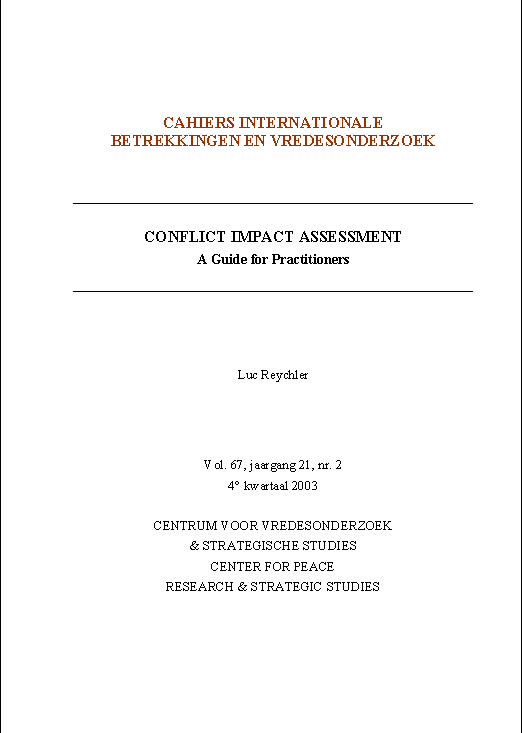 CAHIERS INTERNATIONALE
BETREKKINGEN EN VREDESONDERZOEK
CONFLICT IMPACT ASSESSMENT
A Guide for Practitioners
Luc Reychler
Vol. 67, jaargang 21, nr. 2
4° kwartaal 2003
CENTRUM VOOR VREDESONDERZOEK
& STRATEGISCHE STUDIES
CENTER FOR PEACE
RESEARCH & STRATEGIC STUDIES